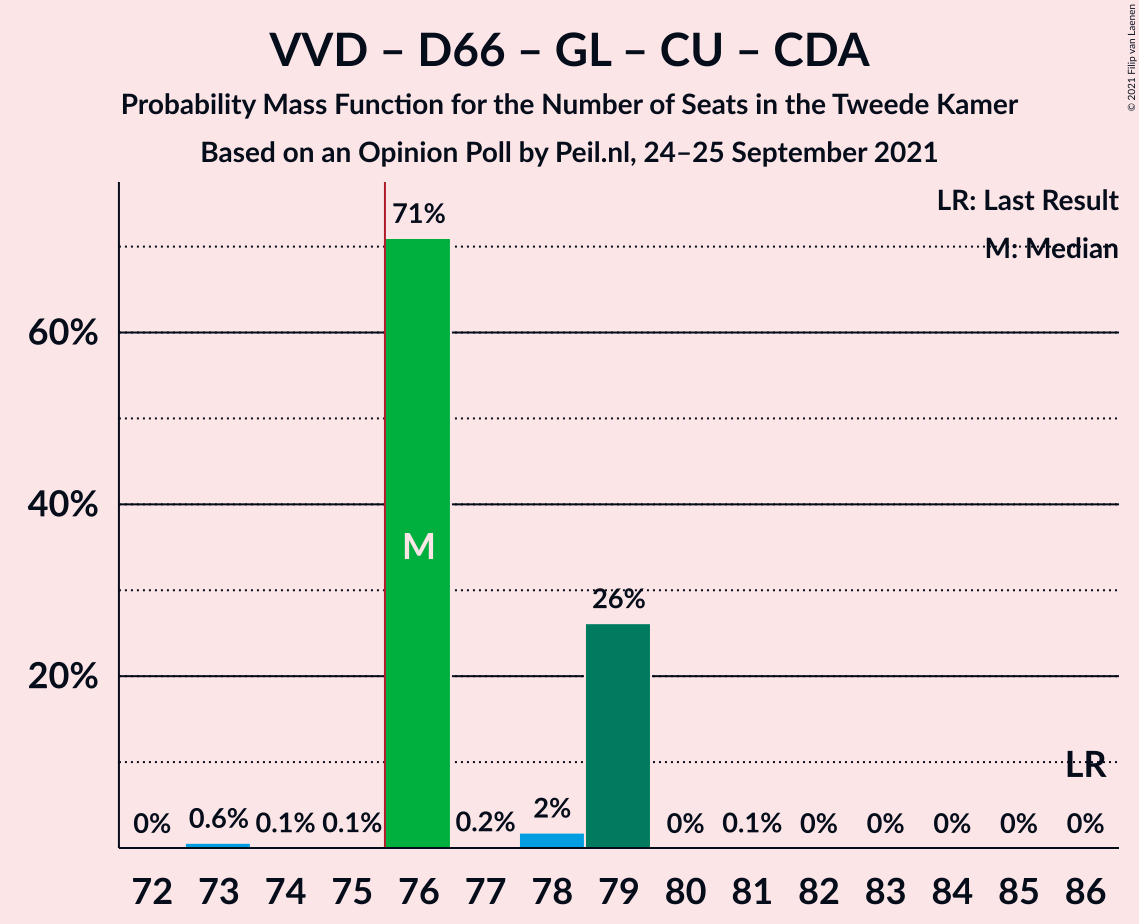 VVD – D66 – GL – CU – CDA
Probability Mass Function for the Number of Seats in the Tweede Kamer
Based on an Opinion Poll by Peil.nl, 24–25 September 2021
© 2021 Filip van Laenen
LR: Last Result
M: Median
71%
60%
40%
M
26%
20%
LR
0% 0.6% 0.1% 0.1% 0.2% 2% 0% 0.1% 0% 0% 0% 0% 0%
72 73 74 75 76 77 78 79 80 81 82 83 84 85 86